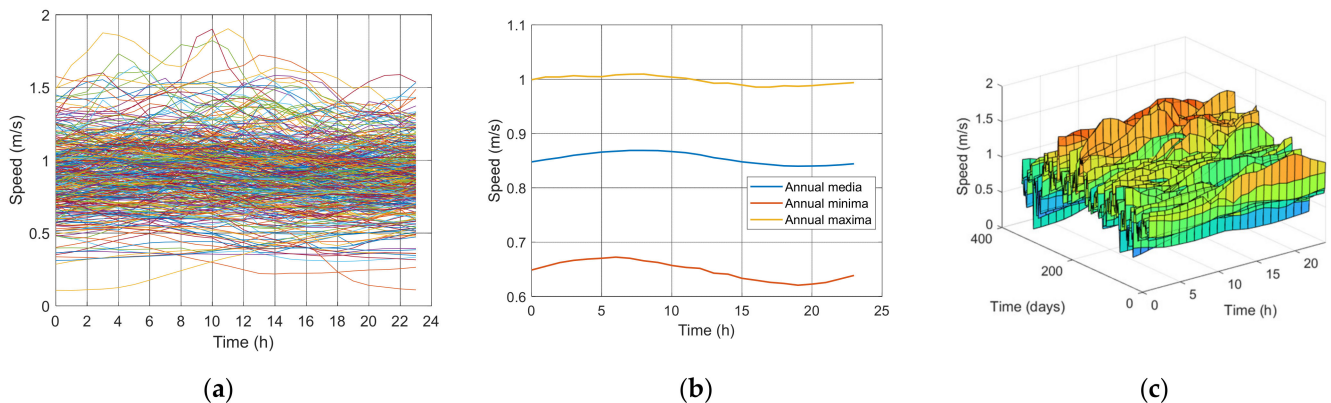 2
1.5
1
0.5
0
Speed (m/s)
0 1 2 3 4 6 8 10 12 14 16 18 20 22 23 24
Time (h)
(a)
1.1
1
0.9
0.8
0.7
0.6
Speed (m/s)
Annual media
Annual minima
Annual maxima
0 5 10 15 20 25
Time (h)
(b)
2
1.5
1
0.5
0
Speed (m/s)
400
200
0
Time (days)
0
5
10
15
20
Time (h)
(c)